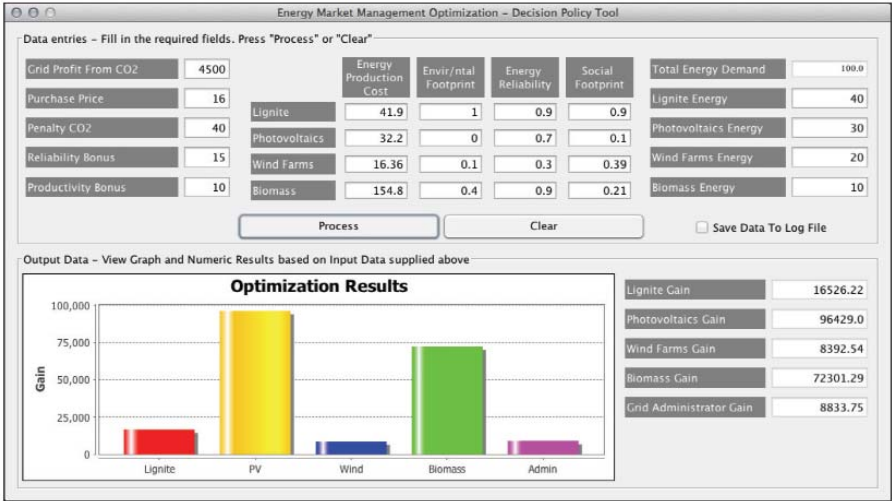 Energy Market Management Optimization – Decision Policy Tool
Data entries – Fill in the required fields. Press "Process" or "Clear"
Grid Profit From CO2 4500
Purchase Price 16
Penalty CO2 40
Reliability Bonus 15
Productivity Bonus 10
Energy Production Cost Envir/ntal Footprint Energy Reliability Social Footprint
Lignite 41.9 1 0.9 0.9
Photovoltaics 32.2 0 0.7 0.1
Wind Farms 16.36 0.1 0.3 0.39
Biomass 154.8 0.4 0.9 0.21
Total Energy Demand 100.0
Lignite Energy 40
Photovoltaics Energy 30
Wind Farms Energy 20
Biomass Energy 10
Process Clear Save Data To Log File
Output Data – View Graph and Numeric Results based on Input Data supplied above
Optimization Results
Gain
100,000
75,000
50,000
25,000
0
Lignite PV Wind Biomass Admin
Lignite Gain 16526.22
Photovoltaics Gain 96429.0
Wind Farms Gain 8392.54
Biomass Gain 72301.29
Grid Administrator Gain 8833.75